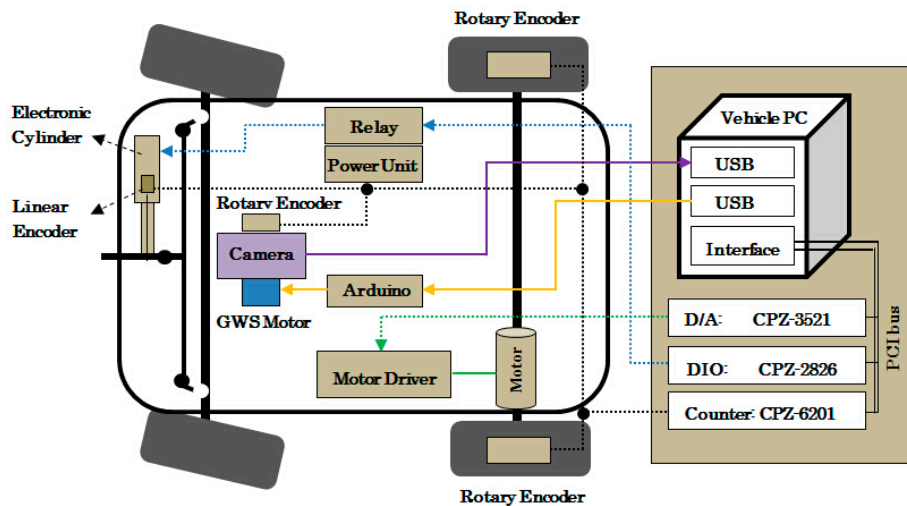 Rotary Encoder
Vehicle PC
Electronic
Cylinder
Relay
Power Unit
USB
Linear
Encoder
Rotary Encoder
USB
Camera
Interface
Arduino
GWS Motor
D/A: CPZ-3521
Motor Driver
Motor
DIO: CPZ-2826
PCI bus
Counter: CPZ-6201
Rotary Encoder